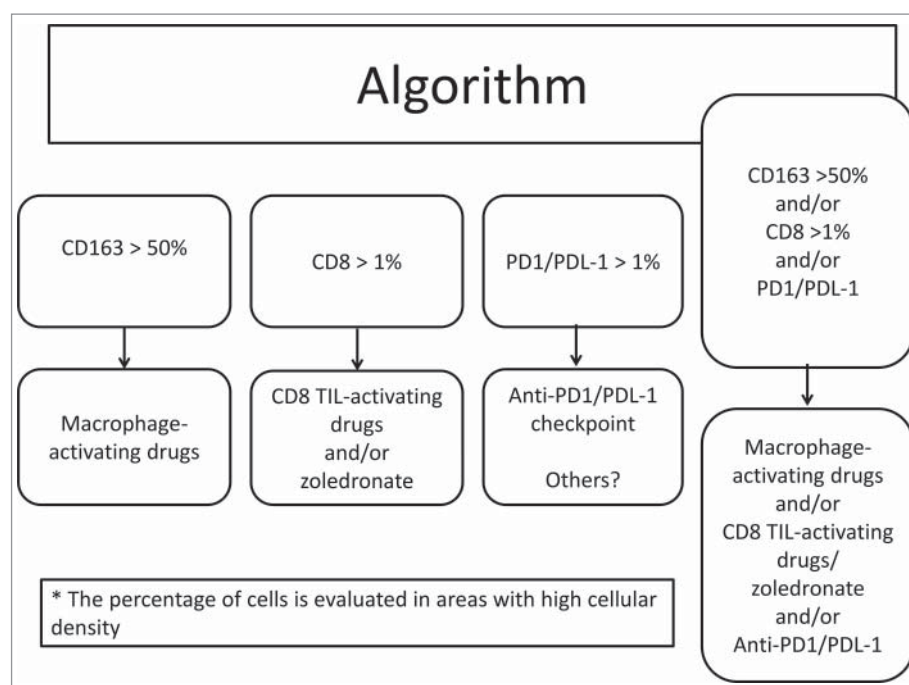 Algorithm
CD163 > 50%
CD8 > 1%
PD1/PDL-1 > 1%
CD163 >50%
and/or
CD8 >1%
and/or
PD1/PDL-1
Macrophage-
activating drugs
CD8 TIL-activating
drugs
and/or
zoledronate
Anti-PD1/PDL-1
checkpoint
Others?
Macrophage-
activating drugs
and/or
CD8 TIL-activating
drugs/
zoledronate
and/or
Anti-PD1/PDL-1
* The percentage of cells is evaluated in areas with high cellular
density